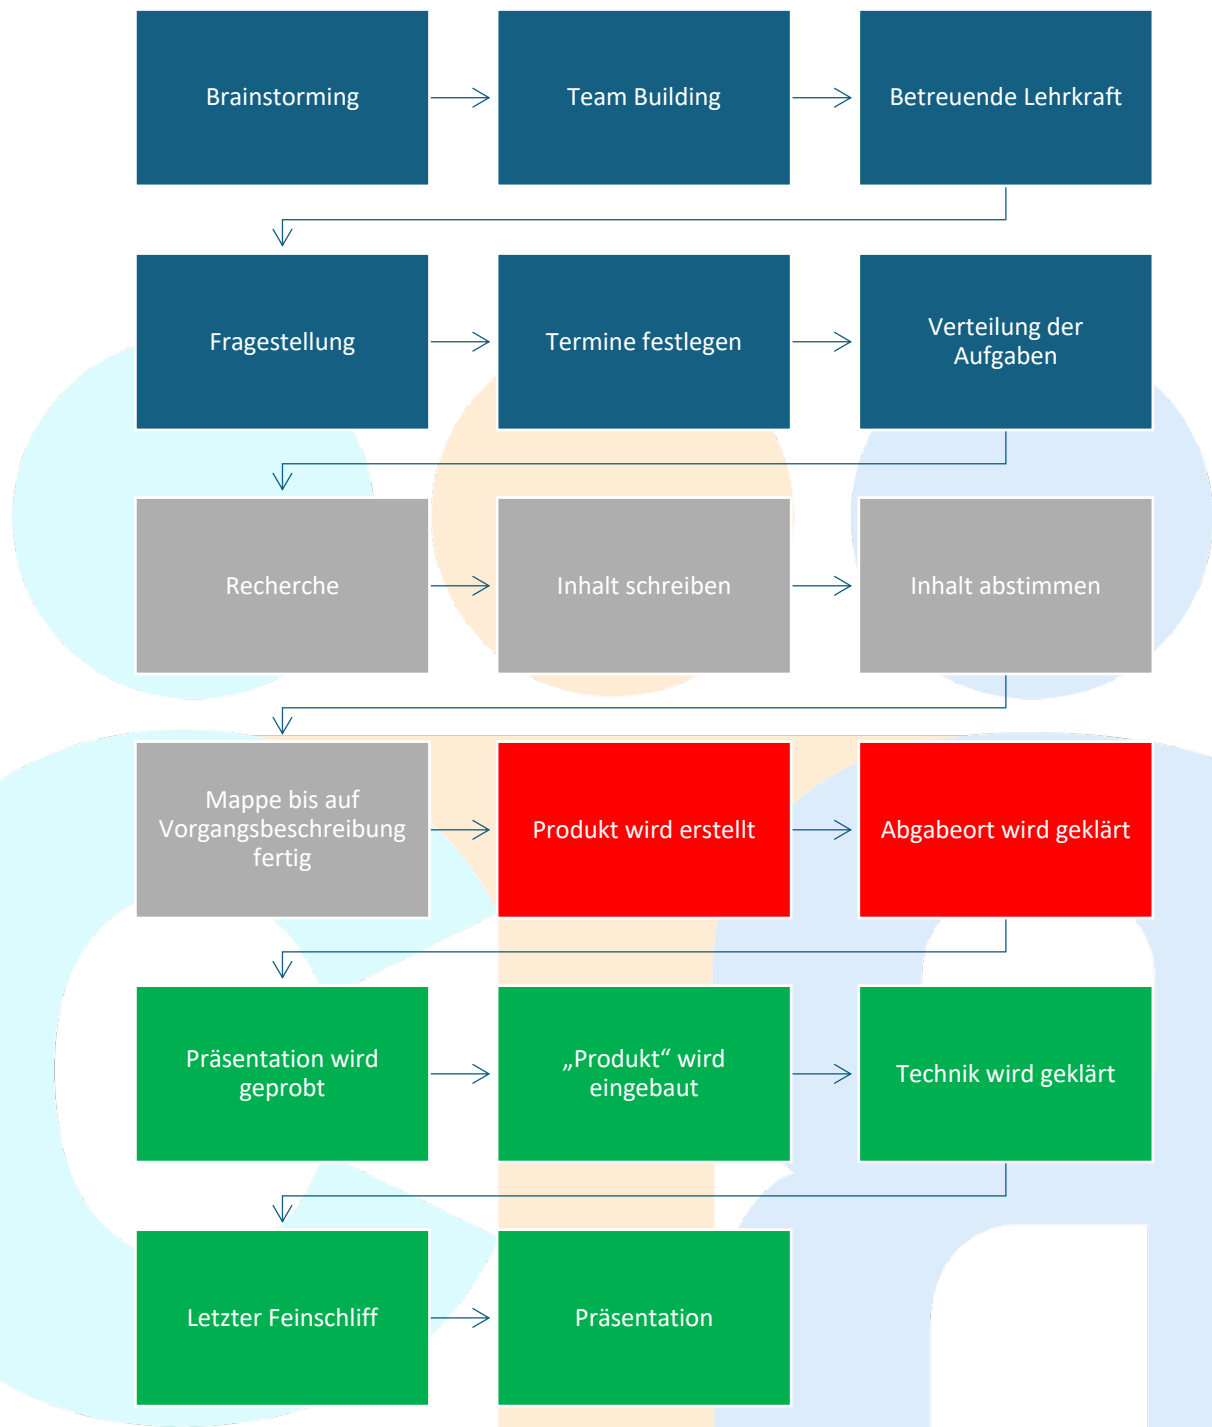 Brainstorming
Team Building
Betreuende Lehrkraft
Fragestellung
Termine festlegen
Verteilung der
Aufgaben
Recherche
Inhalt schreiben
Inhalt abstimmen
Mappe bis auf
Vorgangsbeschreibung
fertig
Produkt wird erstellt
Abgabeort wird geklärt
Präsentation wird
geprobt
„Produkt“ wird
eingebaut
Technik wird geklärt
Letzter Feinschliff
Präsentation